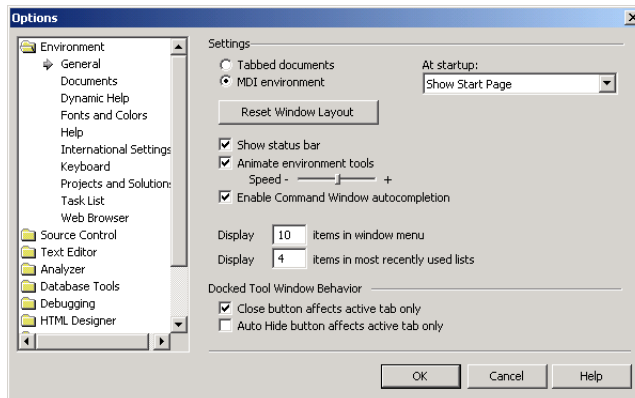 Options
Environment
General
Documents
Dynamic Help
Fonts and Colors
Help
International Settings
Keyboard
Projects and Solution
Task List
Web Browser
Source Control
Text Editor
Analyzer
Database Tools
Debugging
HTML Designer
Settings
Tabbed documents
MDI environment
At startup:
Show Start Page
Reset Window Layout
Show status bar
Animate environment tools
Speed - +
Enable Command Window autocompletion
Display 10 items in window menu
Display 4 items in most recently used lists
Docked Tool Window Behavior
Close button affects active tab only
Auto Hide button affects active tab only
OK Cancel Help